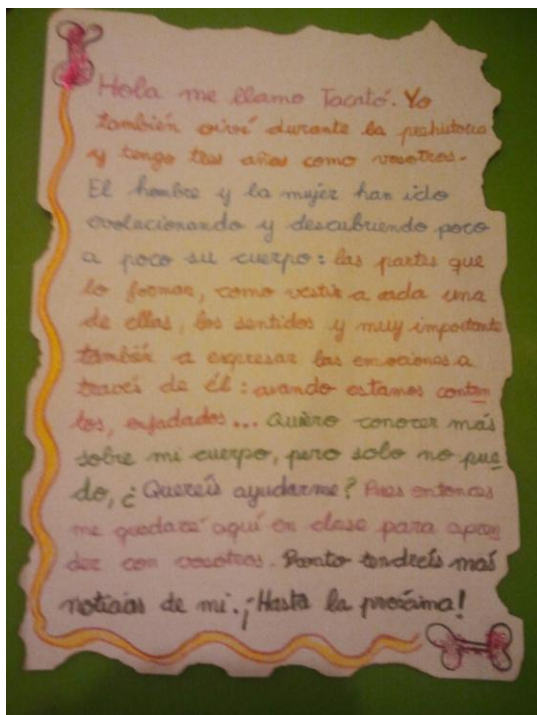 Hola me llamo Tacató. Yo
también viví durante la prehistoria
y tengo tres años como vosotros.
El hombre y la mujer han ido
evolucionando y descubriendo poco
a poco su cuerpo: las partes que
lo forman, como vestir a cada una
de ellas, los sentidos y muy importante
también a expresar las emociones a
través de él: cuando estamos conten
tos, enfadados... Quiero conocer más
sobre mi cuerpo, pero solo no pue
do, ¿Queréis ayudarme? Pues entonces
me quedaré aquí en clase para apren
der con vosotros. Pronto tendréis más
noticias de mi. ¡Hasta la próxima!